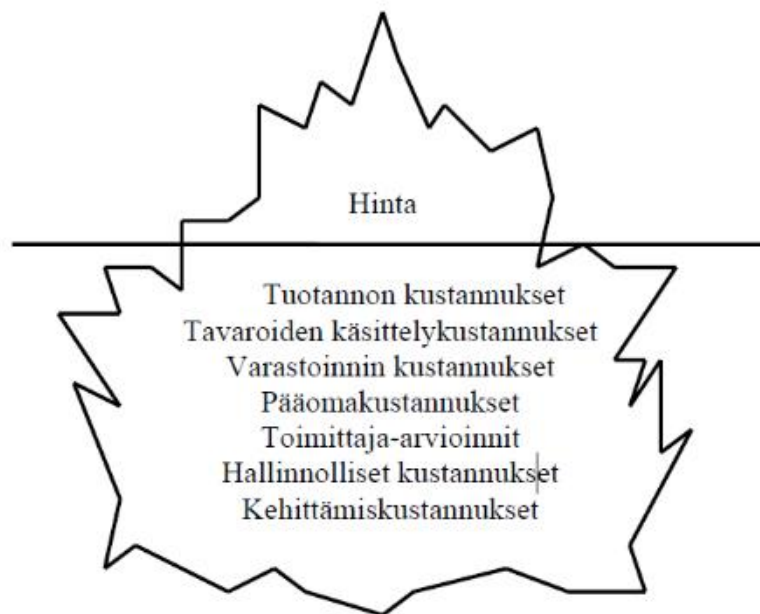 Hinta
Tuotannon kustannukset
Tavaroiden käsittelykustannukset
Varastoinnin kustannukset
Pääomakustannukset
Toimittaja-arvioinnit
Hallinnolliset kustannukset
Kehittämiskustannukset